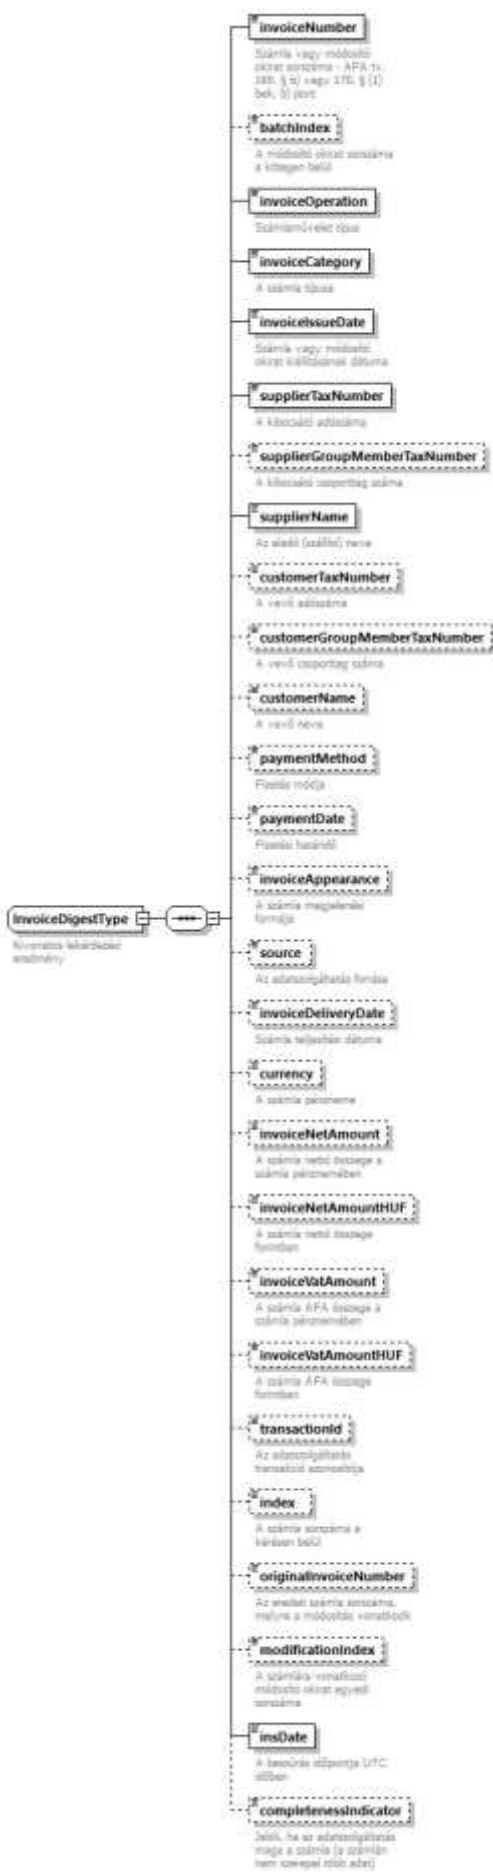 invoiceNumber
Számla vagy módosító
okirat sorszáma - ÁFA tv.
169. § b) vagy 170. § (1)
bek. b) pont
batchIndex
A módosító okirat sorszáma
a kötegen belül
invoiceOperation
Számlaművelet típus
invoiceCategory
A számla típusa
invoiceIssueDate
Számla vagy módosító
okirat kiállításának dátuma
supplierTaxNumber
A kibocsátó adószáma
supplierGroupMemberTaxNumber
A kibocsátó csoporttag száma
supplierName
Az eladó (szállító) neve
customerTaxNumber
A vevő adószáma
customerGroupMemberTaxNumber
A vevő csoporttag száma
customerName
A vevő neve
paymentMethod
Fizetés módja
paymentDate
Fizetési határidő
invoiceAppearance
A számla megjelenési
formája
InvoiceDigestType
Kivonatos lekérdezési
eredmény
source
Az adatszolgáltatás forrása
invoiceDeliveryDate
Számla teljesítési dátuma
currency
A számla pénzneme
invoiceNetAmount
A számla nettó összege a
számla pénznemében
invoiceNetAmountHUF
A számla nettó összege
forintban
invoiceVatAmount
A számla ÁFA összege a
számla pénznemében
invoiceVatAmountHUF
A számla ÁFA összege
forintban
transactionId
Az adatszolgáltatás
tranzakció azonosítója
index
A számla sorszáma a
kérésen belül
originalInvoiceNumber
Az eredeti számla sorszáma,
melyre a módosítás vonatkozik
modificationIndex
A számlára vonatkozó
módosító okirat egyedi
sorszáma
insDate
A beszúrás időpontja UTC
időben
completenessIndicator
Jelöli, ha az adatszolgáltatás
maga a számla (a számlán
nem szerepel több adat)